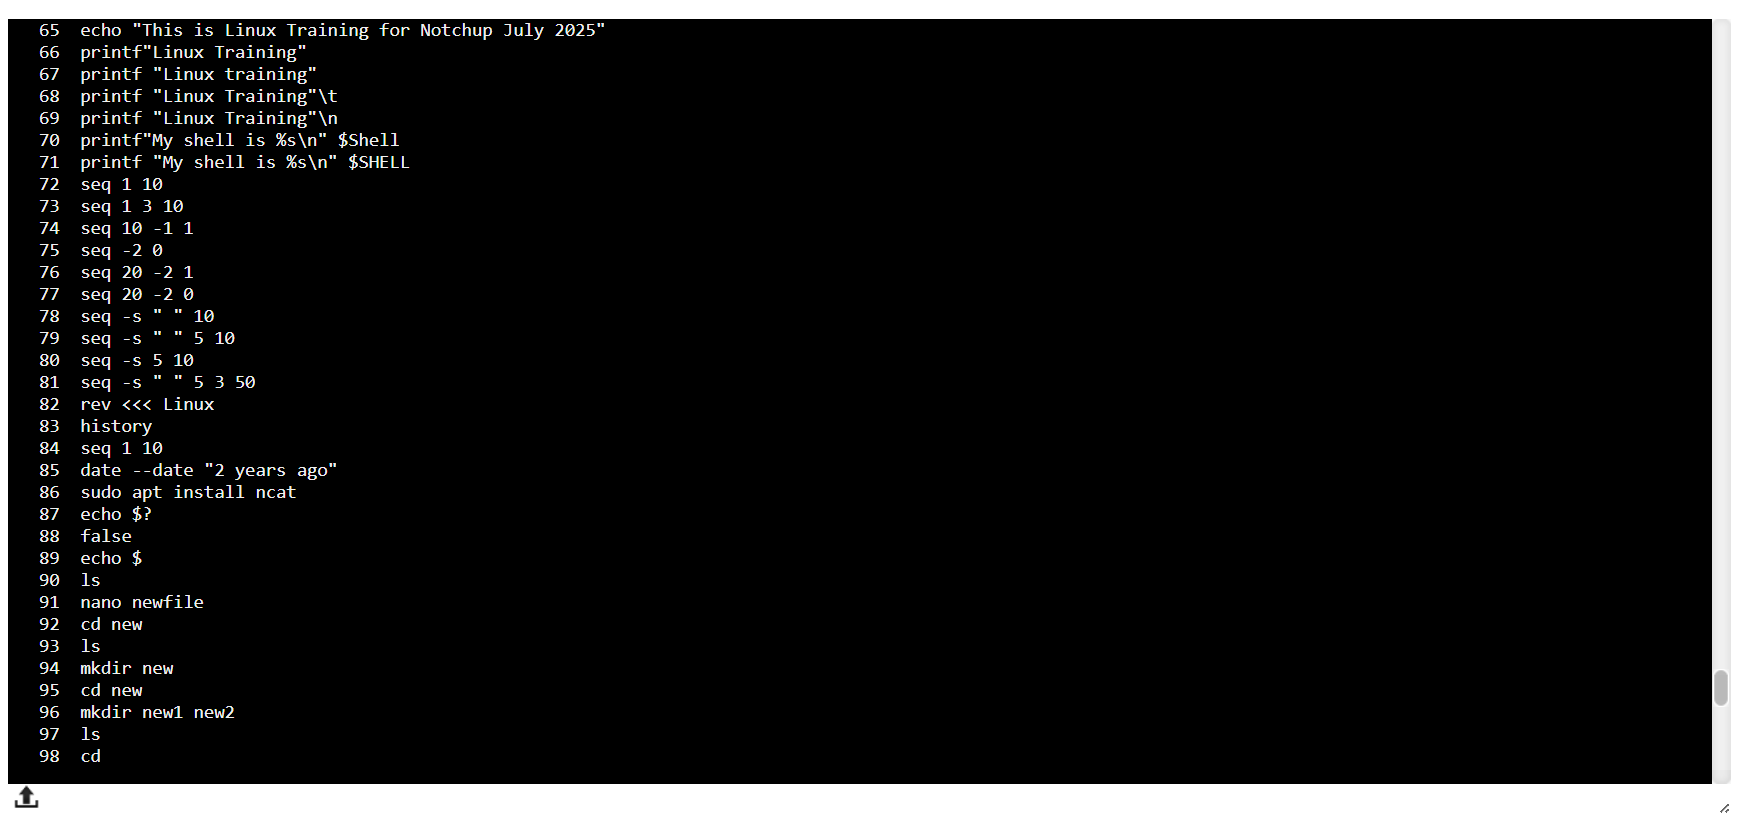 65 echo "This is Linux Training for Notchup July 2025"
66 printf"Linux Training"
67 printf "Linux training"
68 printf "Linux Training"\t
69 printf "Linux Training"\n
70 printf"My shell is %s\n" $Shell
71 printf "My shell is %s\n" $SHELL
72 seq 1 10
73 seq 1 3 10
74 seq 10 -1 1
75 seq -2 0
76 seq 20 -2 1
77 seq 20 -2 0
78 seq -s " " 10
79 seq -s " " 5 10
80 seq -s 5 10
81 seq -s " " 5 3 50
82 rev <<< Linux
83 history
84 seq 1 10
85 date --date "2 years ago"
86 sudo apt install ncat
87 echo $?
88 false
89 echo $
90 ls
91 nano newfile
92 cd new
93 ls
94 mkdir new
95 cd new
96 mkdir new1 new2
97 ls
98 cd